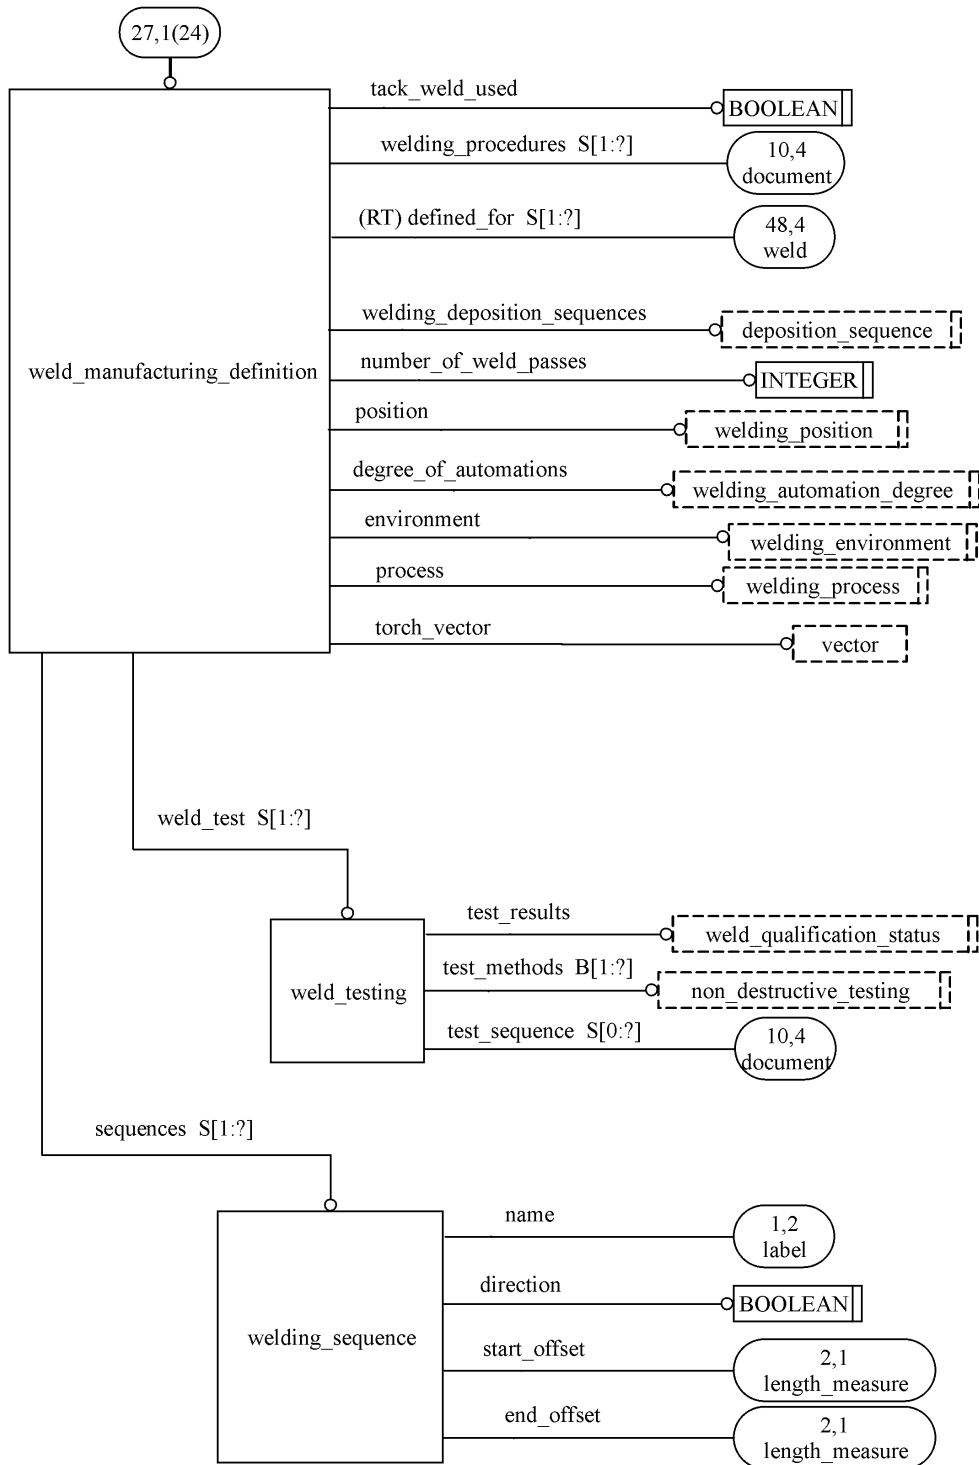 27,1(24)
tack_weld_used
BOOLEAN
welding_procedures S[1:?]
10,4
document
(RT) defined_for S[1:?]
48,4
weld
welding_deposition_sequences
deposition_sequence
weld_manufacturing_definition
number_of_weld_passes
INTEGER
position
welding_position
degree_of_automations
welding_automation_degree
environment
welding_environment
process
welding_process
torch_vector
vector
weld_test S[1:?]
test_results
weld_qualification_status
weld_testing
test_methods B[1:?]
non_destructive_testing
test_sequence S[0:?]
10,4
document
sequences S[1:?]
name
1,2
label
direction
BOOLEAN
welding_sequence
start_offset
2,1
length_measure
end_offset
2,1
length_measure